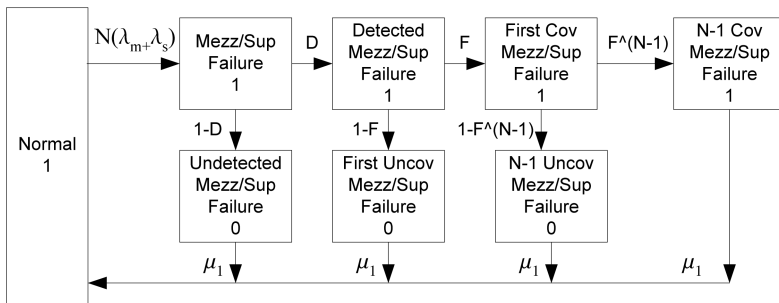 N(λm+λs)
Mezz/Sup
Failure
1
D
Detected
Mezz/Sup
Failure
1
F
First Cov
Mezz/Sup
Failure
1
F^(N-1)
N-1 Cov
Mezz/Sup
Failure
1
Normal
1
1-D
1-F
1-F^(N-1)
Undetected
Mezz/Sup
Failure
0
First Uncov
Mezz/Sup
Failure
0
N-1 Uncov
Mezz/Sup
Failure
0
μ1
μ1
μ1
μ1